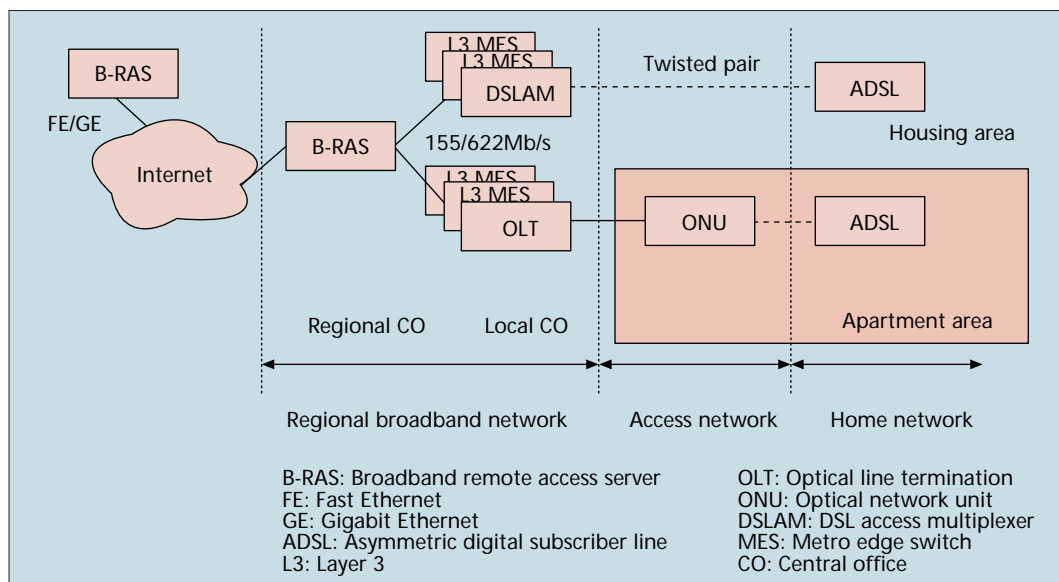 L3 MES
L3 MES
DSLAM
B-RAS
Twisted pair
ADSL
Housing area
FE/GE
B-RAS
155/622Mb/s
Internet
L3 MES
L3 MES
OLT
ONU
ADSL
Regional CO
Local CO
Apartment area
Regional broadband network
Access network
Home network
B-RAS: Broadband remote access server
FE: Fast Ethernet
GE: Gigabit Ethernet
ADSL: Asymmetric digital subscriber line
L3: Layer 3
OLT: Optical line termination
ONU: Optical network unit
DSLAM: DSL access multiplexer
MES: Metro edge switch
CO: Central office